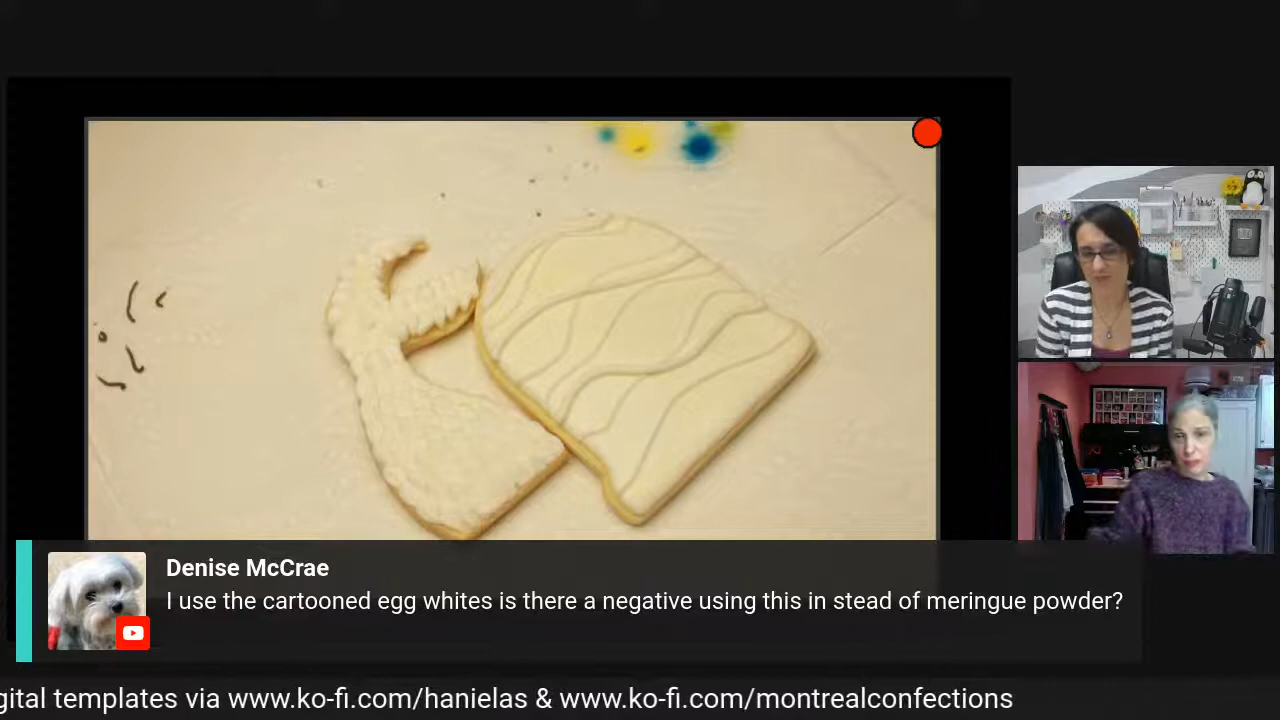 Denise McCrae
I use the cartooned egg whites is there a negative using this in stead of meringue powder?
gital templates via www.ko-fi.com/hanielas & www.ko-fi.com/montrealconfections